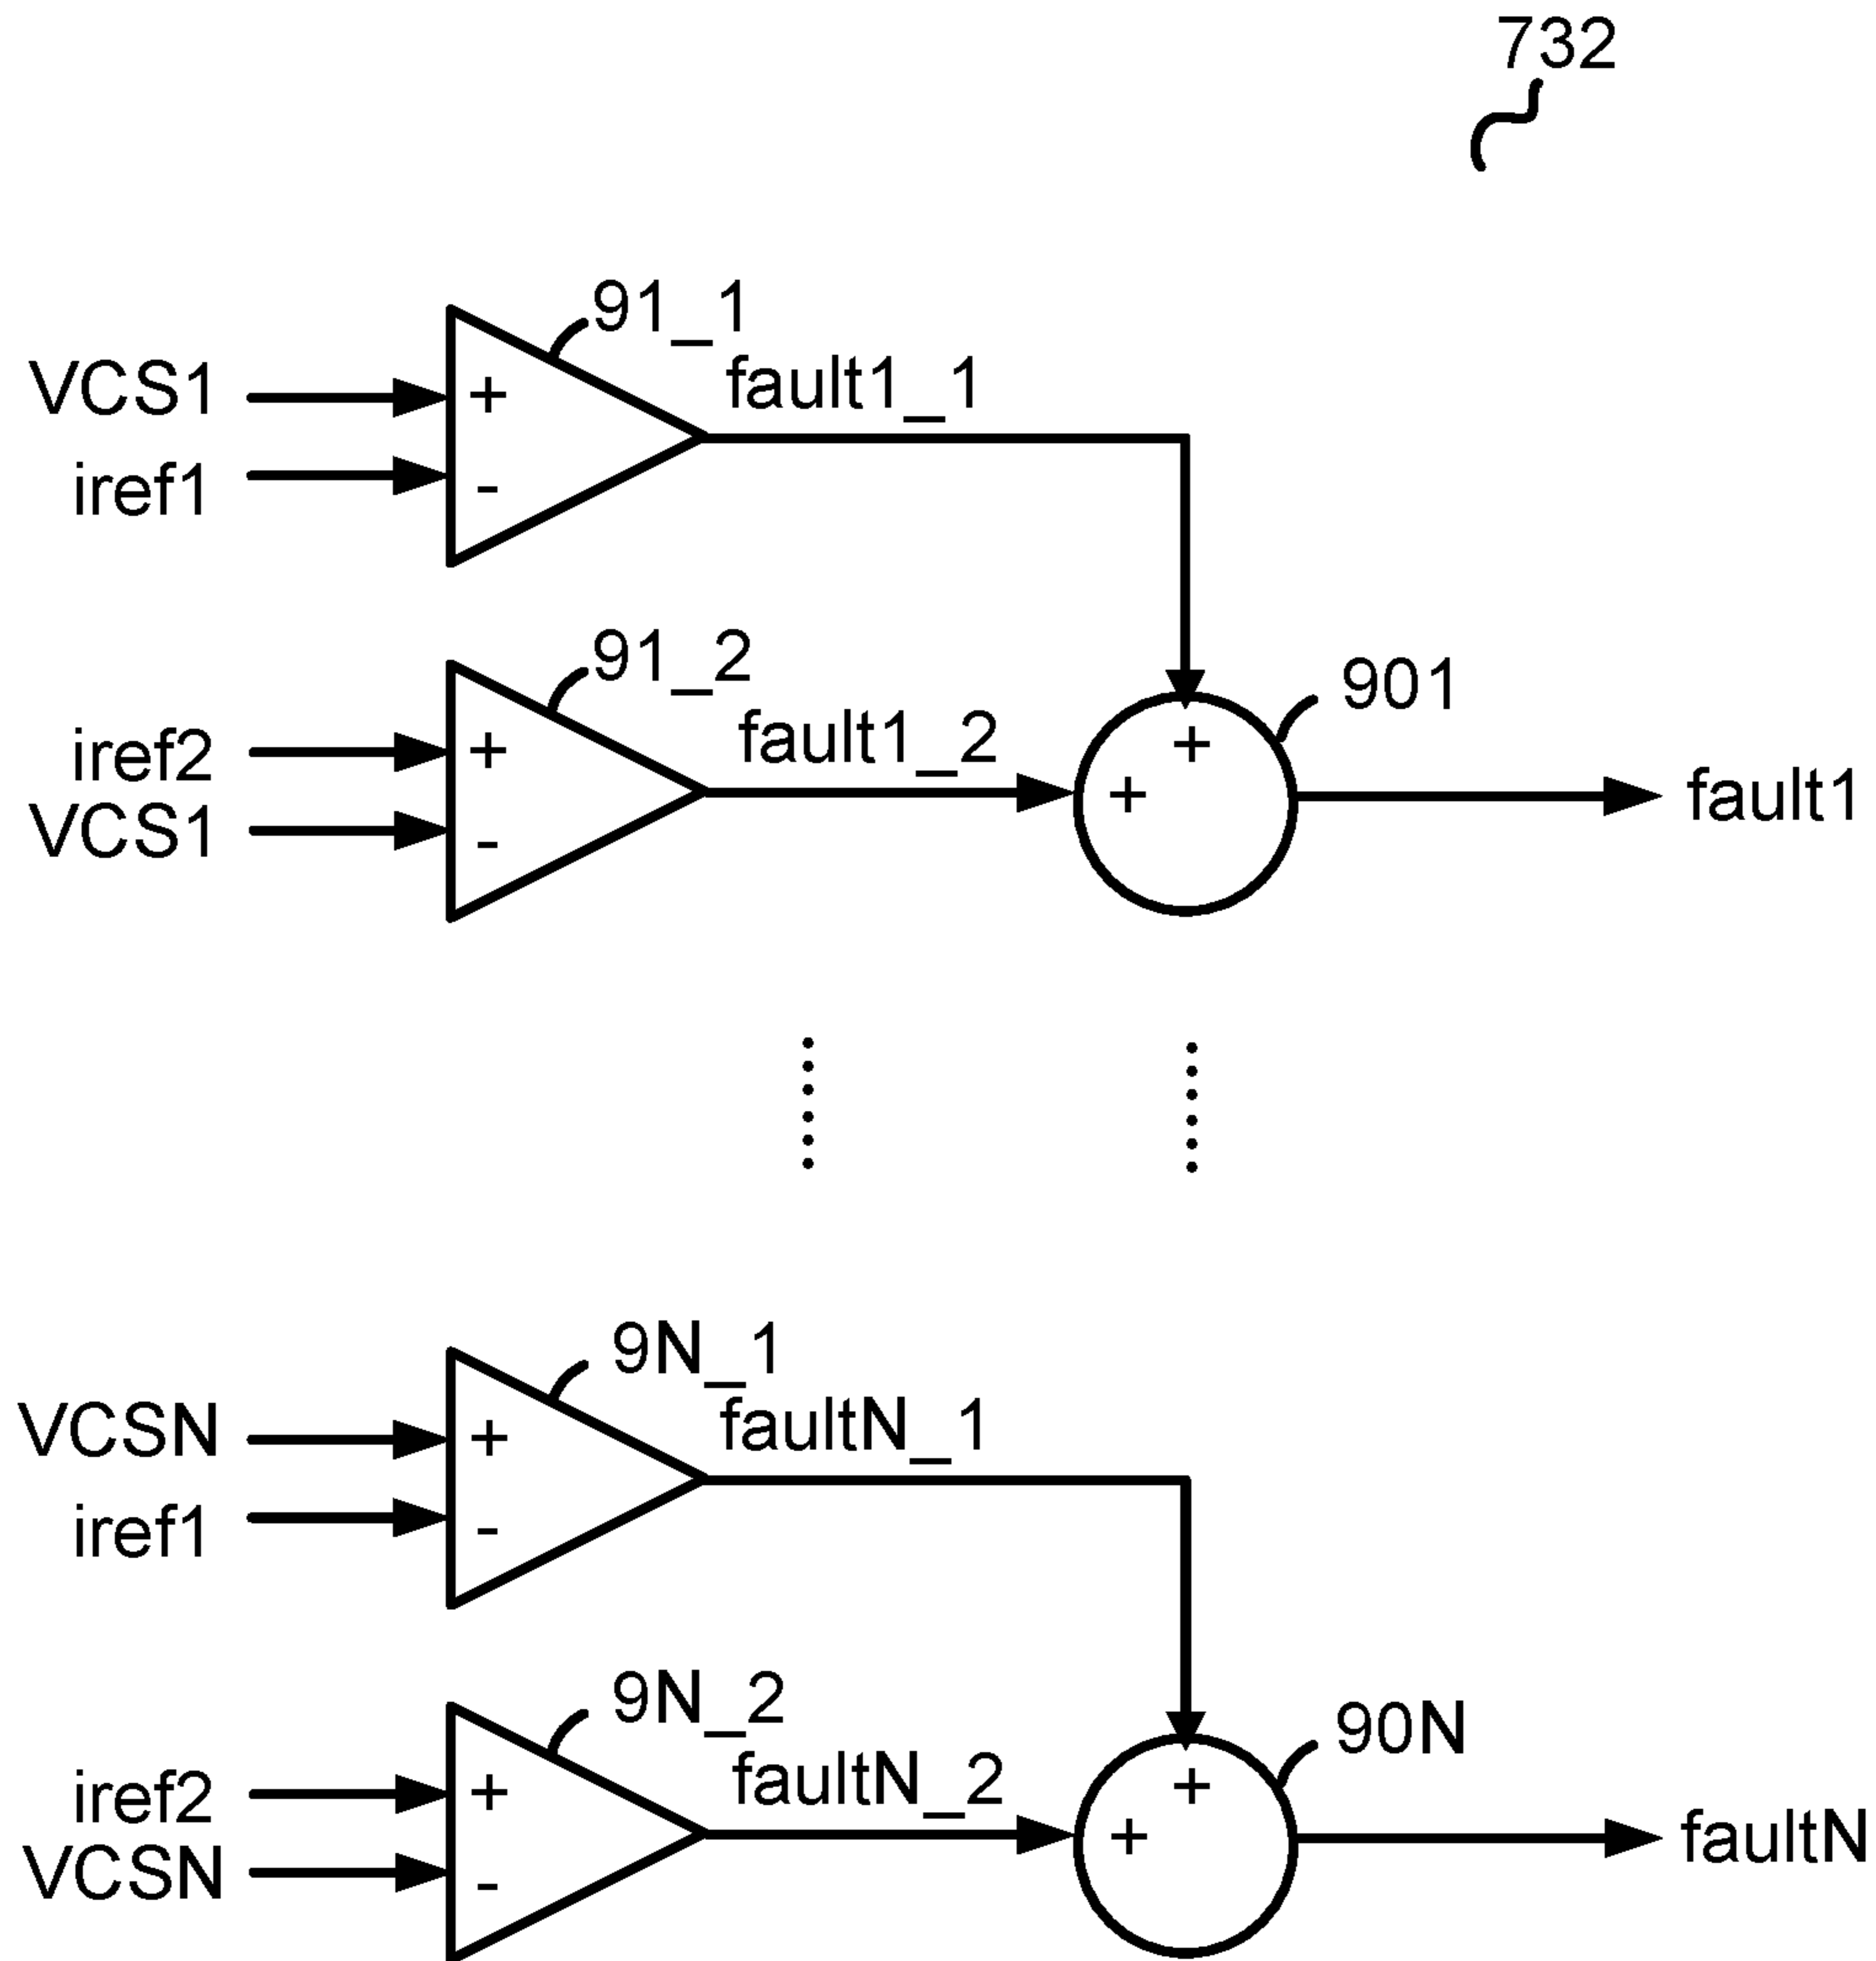 732
91_1
VCS1
+
fault1_1
iref1
-
91_2
901
iref2
+
fault1_2
+
+
fault1
VCS1
-
9N_1
VCSN
+
faultN_1
iref1
-
9N_2
90N
iref2
+
faultN_2
+
+
faultN
VCSN
-